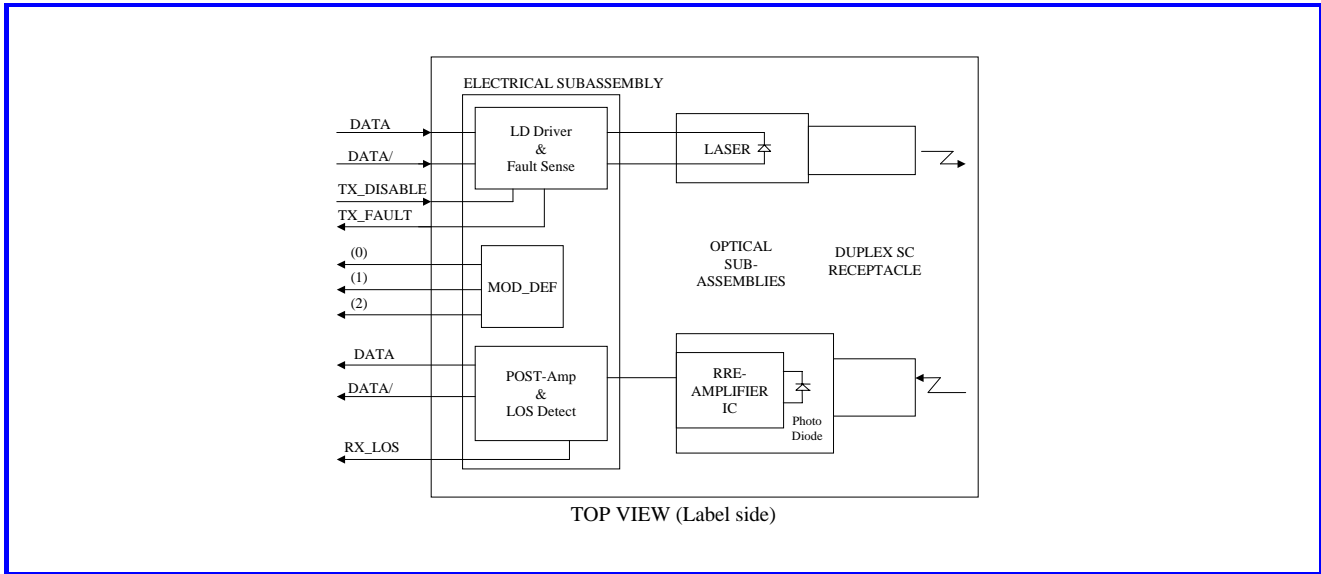 ELECTRICAL SUBASSEMBLY
DATA
DATA/
TX_DISABLE
TX_FAULT
LD Driver
&
Fault Sense
LASER
(0)
(1)
(2)
MOD_DEF
OPTICAL
SUB-
ASSEMBLIES
DUPLEX SC
RECEPTACLE
DATA
DATA/
RX_LOS
POST-Amp
&
LOS Detect
RRE-
AMPLIFIER
IC
Photo
Diode
TOP VIEW (Label side)